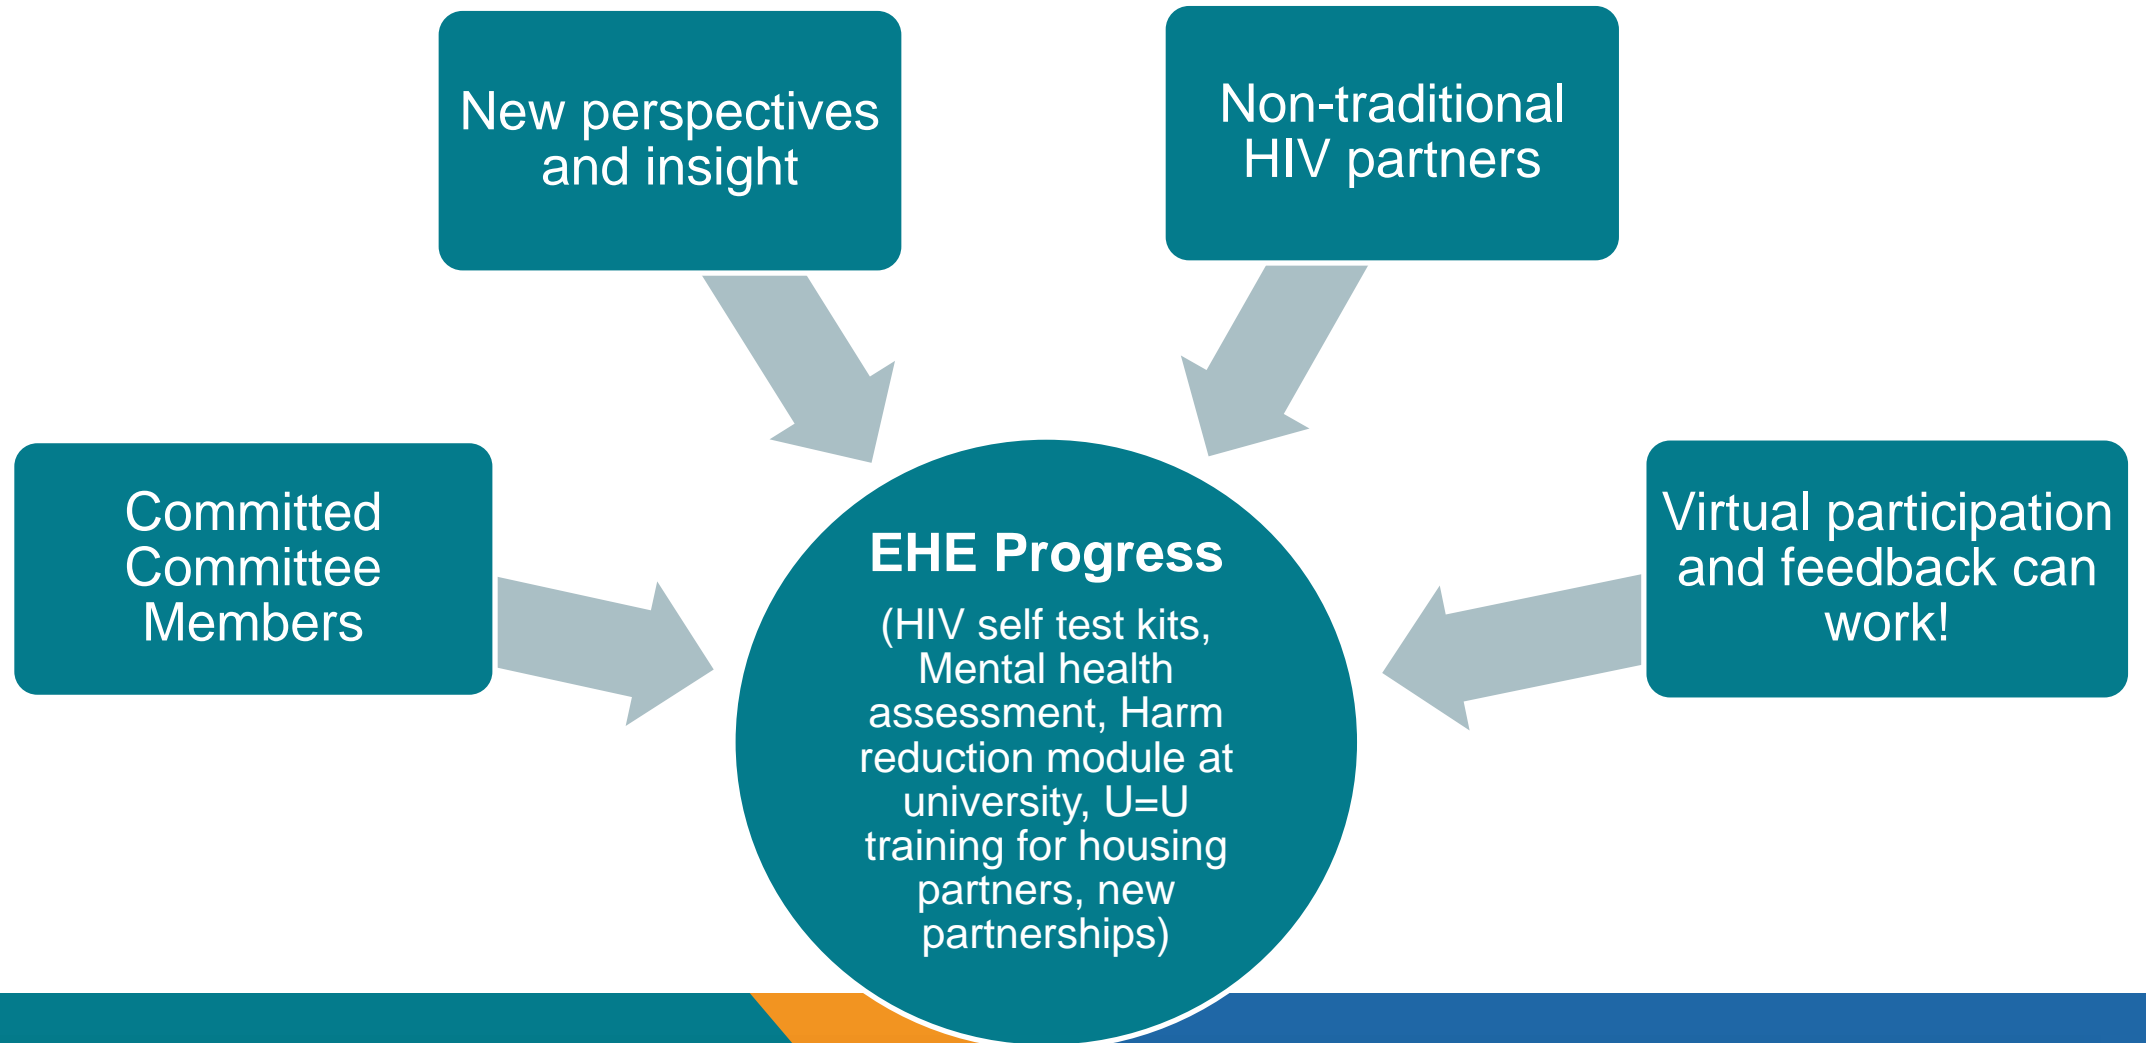 New perspectives
and insight
Non-traditional
HIV partners
Committed
Committee
Members
Virtual participation
and feedback can
work!
EHE Progress
(HIV self test kits,
Mental health
assessment, Harm
reduction module at
university, U=U
training for housing
partners, new
partnerships)